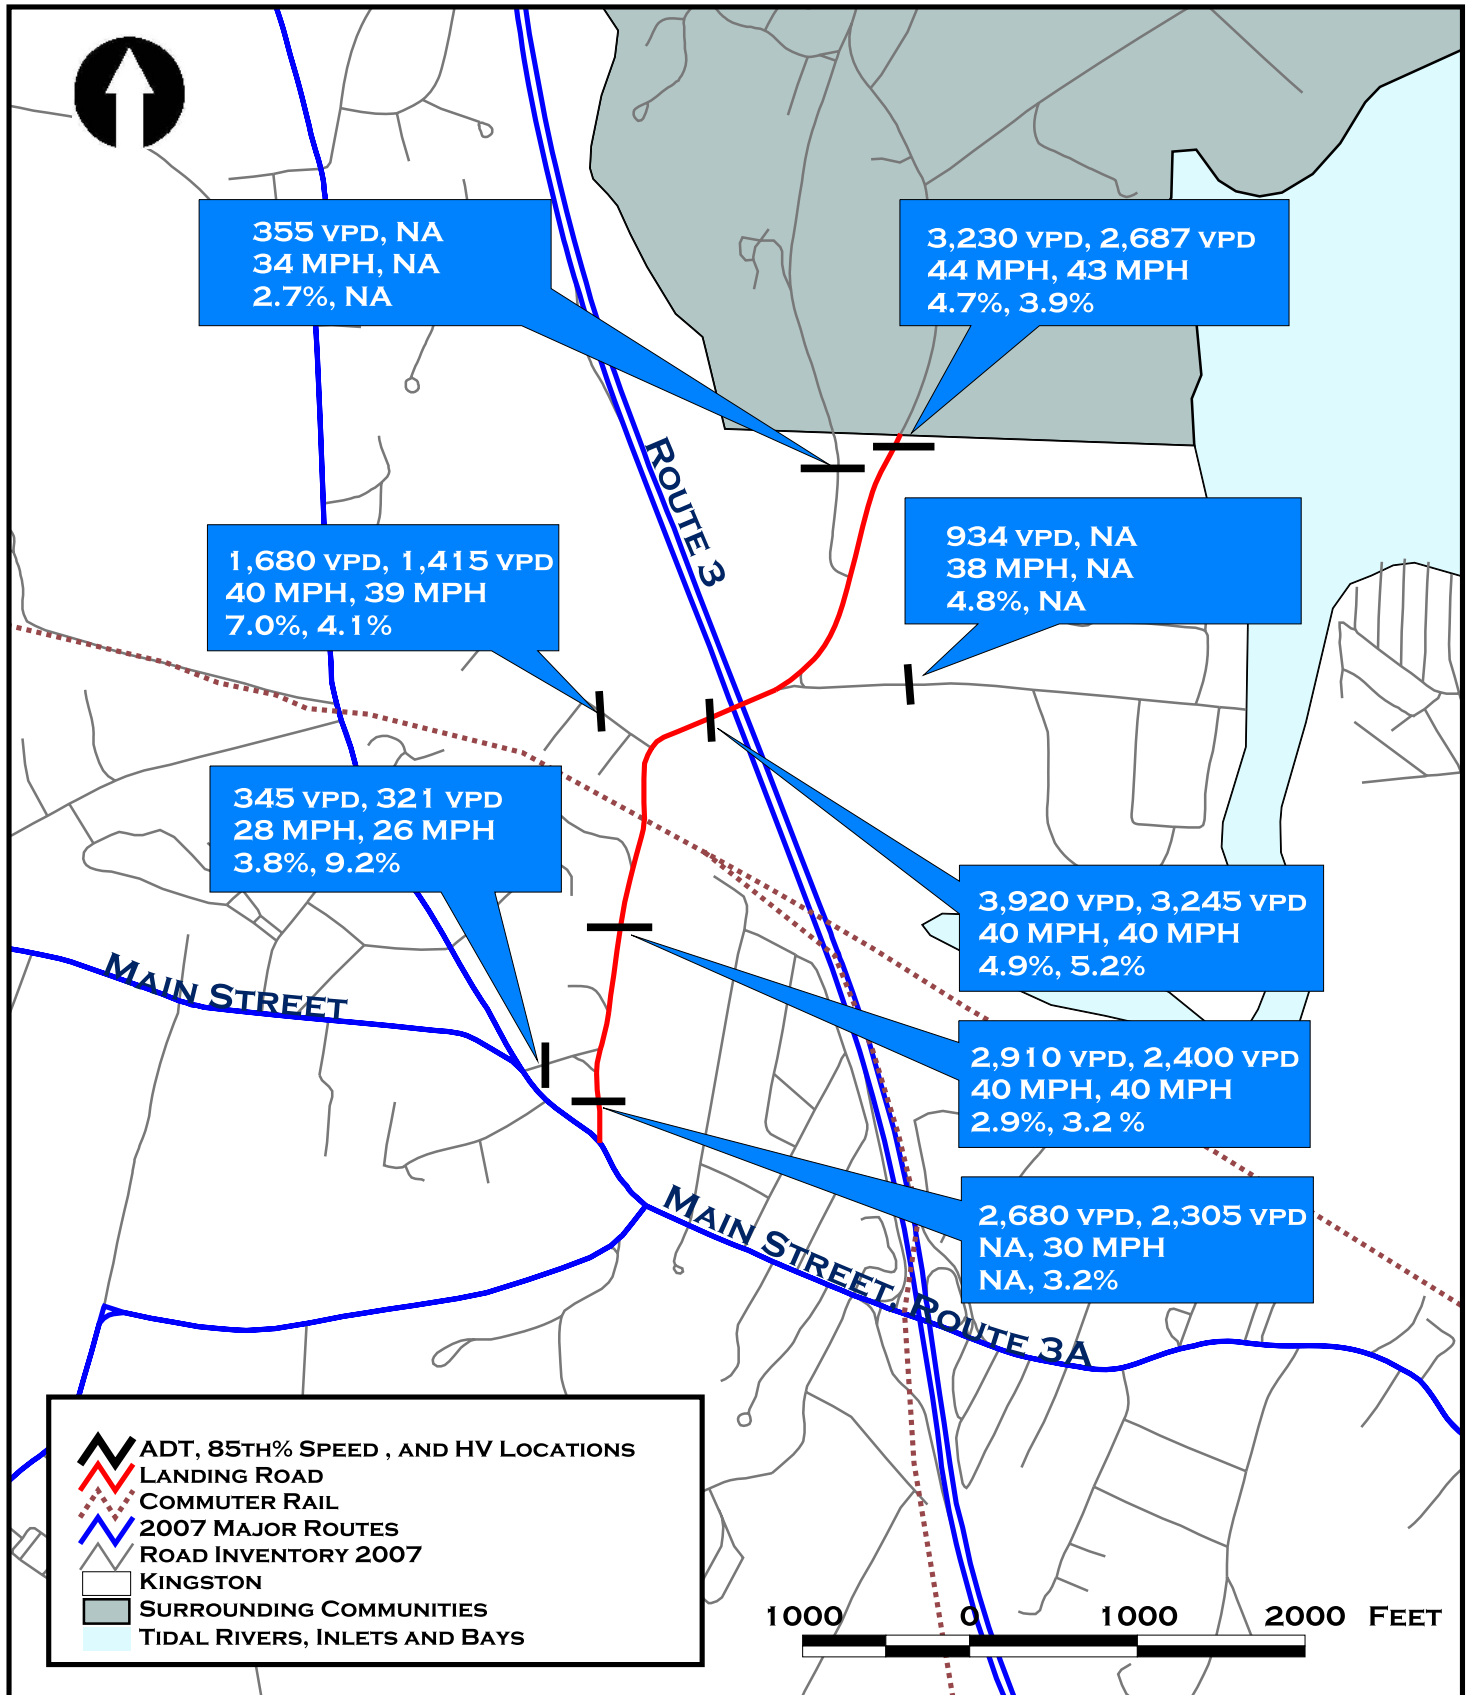 355 VPD, NA
34 MPH, NA
2.7%, NA
3,230 VPD, 2,687 VPD
44 MPH, 43 MPH
4.7%, 3.9%
ROUTE 3
1,680 VPD, 1,415 VPD
40 MPH, 39 MPH
7.0%, 4.1%
934 VPD, NA
38 MPH, NA
4.8%, NA
345 VPD, 321 VPD
28 MPH, 26 MPH
3.8%, 9.2%
3,920 VPD, 3,245 VPD
40 MPH, 40 MPH
4.9%, 5.2%
MAIN STREET
2,910 VPD, 2,400 VPD
40 MPH, 40 MPH
2.9%, 3.2 %
2,680 VPD, 2,305 VPD
NA, 30 MPH
NA, 3.2%
MAIN STREET, ROUTE 3A
ADT, 85TH% SPEED , AND HV LOCATIONS
LANDING ROAD
COMMUTER RAIL
2007 MAJOR ROUTES
ROAD INVENTORY 2007
KINGSTON
SURROUNDING COMMUNITIES
TIDAL RIVERS, INLETS AND BAYS
1000 0 1000 2000 FEET